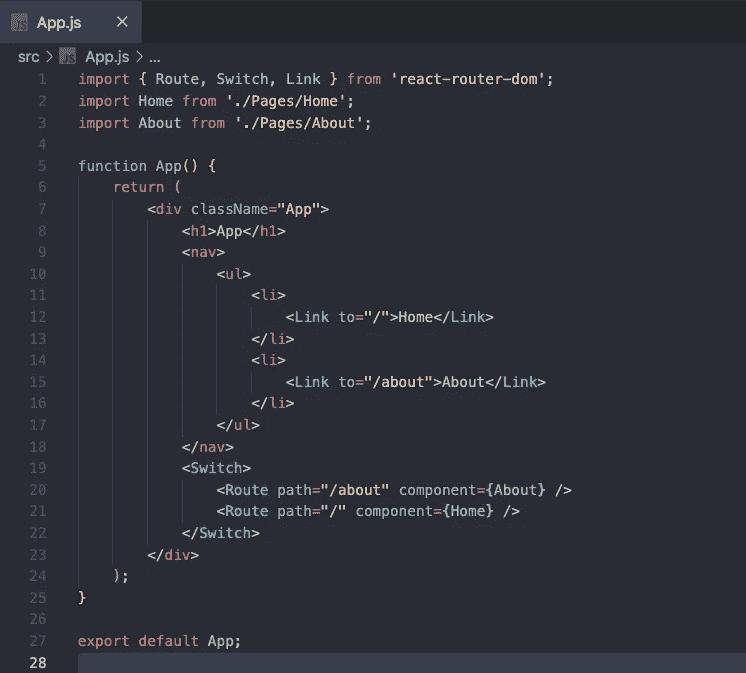 App.js ×
src > App.js > ...
1 import { Route, Switch, Link } from 'react-router-dom';
2 import Home from './Pages/Home';
3 import About from './Pages/About';
4
5 function App() {
6     return (
7         <div className="App">
8             <h1>App</h1>
9             <nav>
10                 <ul>
11                     <li>
12                         <Link to="/">Home</Link>
13                     </li>
14                     <li>
15                         <Link to="/about">About</Link>
16                     </li>
17                 </ul>
18             </nav>
19             <Switch>
20                 <Route path="/about" component={About} />
21                 <Route path="/" component={Home} />
22             </Switch>
23         </div>
24     );
25 }
26
27 export default App;
28